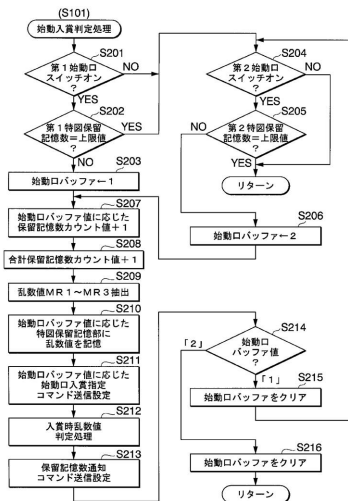 (S101)
始動入賞判定処理
S201
第1始動口
スイッチオン
?
NO
YES
S202
第1特図保留
記憶数=上限値
?
YES
NO
S203
始動口バッファ←1
S204
第2始動口
スイッチオン
?
NO
YES
S205
第2特図保留
記憶数=上限値
?
NO
YES
リターン
S206
始動口バッファ←2
S207
始動口バッファ値に応じた
保留記憶数カウント値+1
S208
合計保留記憶数カウント値+1
S209
乱数値MR1~MR3抽出
S210
始動口バッファ値に応じた
特図保留記憶部に
乱数値を記憶
S211
始動口バッファ値に応じた
始動入賞指定
コマンド送信設定
S212
入賞時乱数値
判定処理
S213
保留記憶数通知
コマンド送信設定
S214
始動口
バッファ値
?
「2」
「1」
S215
始動口バッファをクリア
S216
始動口バッファをクリア
リターン